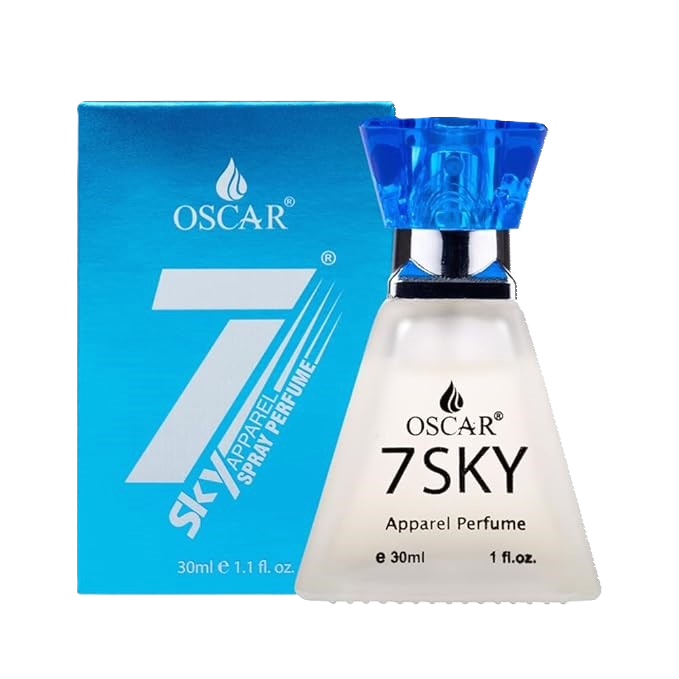 OSCAR®
7®
SKY APPAREL
SPRAY PERFUME
30ml e 1.1 fl. oz.
OSCAR®
7SKY
Apparel Perfume
e 30ml 1 fl.oz.